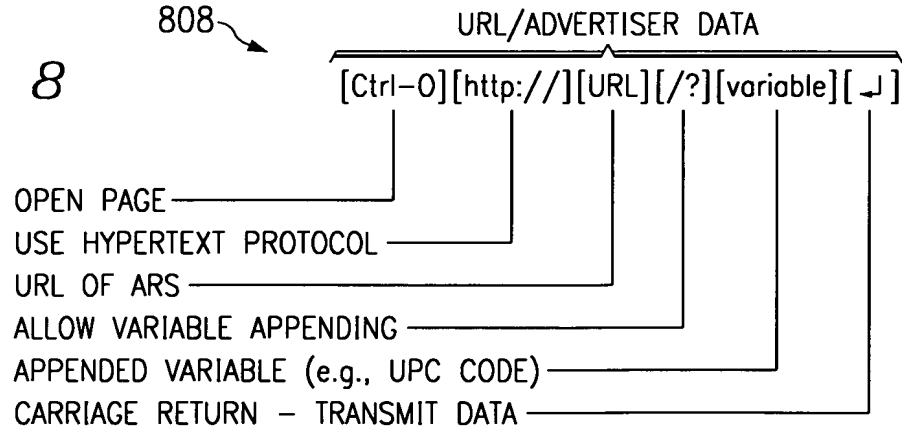 808
URL/ADVERTISER DATA
8
[Ctrl-O][http://][URL][/?][variable][↵]
OPEN PAGE
USE HYPERTEXT PROTOCOL
URL OF ARS
ALLOW VARIABLE APPENDING
APPENDED VARIABLE (e.g., UPC CODE)
CARRIAGE RETURN – TRANSMIT DATA